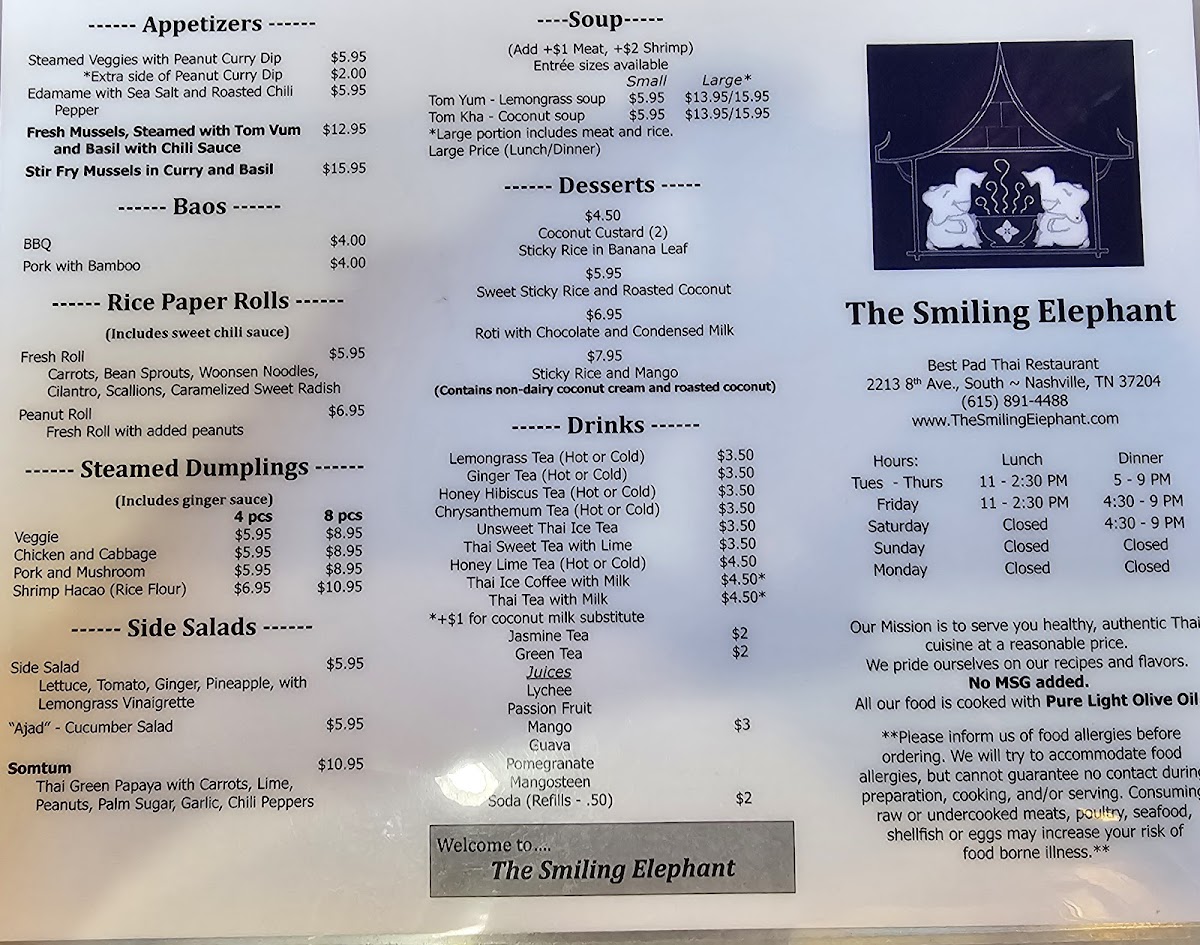 ------ Appetizers ------
Steamed Veggies with Peanut Curry Dip $5.95
*Extra side of Peanut Curry Dip $2.00
Edamame with Sea Salt and Roasted Chili $5.95
Pepper
Fresh Mussels, Steamed with Tom Vum $12.95
and Basil with Chili Sauce
Stir Fry Mussels in Curry and Basil $15.95
------ Baos ------
BBQ $4.00
Pork with Bamboo $4.00
------ Rice Paper Rolls ------
(Includes sweet chili sauce)
Fresh Roll $5.95
Carrots, Bean Sprouts, Woonsen Noodles,
Cilantro, Scallions, Caramelized Sweet Radish
Peanut Roll $6.95
Fresh Roll with added peanuts
------ Steamed Dumplings ------
(Includes ginger sauce)
4 pcs 8 pcs
Veggie $5.95 $8.95
Chicken and Cabbage $5.95 $8.95
Pork and Mushroom $5.95 $8.95
Shrimp Hacao (Rice Flour) $6.95 $10.95
------ Side Salads ------
Side Salad $5.95
Lettuce, Tomato, Ginger, Pineapple, with
Lemongrass Vinaigrette
"Ajad" - Cucumber Salad $5.95
Somtum $10.95
Thai Green Papaya with Carrots, Lime,
Peanuts, Palm Sugar, Garlic, Chili Peppers
----Soup-----
(Add +$1 Meat, +$2 Shrimp)
Entrée sizes available
Small Large*
Tom Yum - Lemongrass soup $5.95 $13.95/15.95
Tom Kha - Coconut soup $5.95 $13.95/15.95
*Large portion includes meat and rice.
Large Price (Lunch/Dinner)
------ Desserts -----
$4.50
Coconut Custard (2)
Sticky Rice in Banana Leaf
$5.95
Sweet Sticky Rice and Roasted Coconut
$6.95
Roti with Chocolate and Condensed Milk
$7.95
Sticky Rice and Mango
(Contains non-dairy coconut cream and roasted coconut)
------ Drinks ------
Lemongrass Tea (Hot or Cold) $3.50
Ginger Tea (Hot or Cold) $3.50
Honey Hibiscus Tea (Hot or Cold) $3.50
Chrysanthemum Tea (Hot or Cold) $3.50
Unsweet Thai Ice Tea $3.50
Thai Sweet Tea with Lime $3.50
Honey Lime Tea (Hot or Cold) $4.50
Thai Ice Coffee with Milk $4.50*
Thai Tea with Milk $4.50*
*+$1 for coconut milk substitute
Jasmine Tea $2
Green Tea $2
Juices
Lychee
Passion Fruit
Mango $3
Guava
Pomegranate
Mangosteen
Soda (Refills - .50) $2
Welcome to....
The Smiling Elephant
The Smiling Elephant
Best Pad Thai Restaurant
2213 8th Ave., South ~ Nashville, TN 37204
(615) 891-4488
www.TheSmilingElephant.com
Hours: Lunch Dinner
Tues - Thurs 11 - 2:30 PM 5 - 9 PM
Friday 11 - 2:30 PM 4:30 - 9 PM
Saturday Closed 4:30 - 9 PM
Sunday Closed Closed
Monday Closed Closed
Our Mission is to serve you healthy, authentic Thai
cuisine at a reasonable price.
We pride ourselves on our recipes and flavors.
No MSG added.
All our food is cooked with Pure Light Olive Oil
**Please inform us of food allergies before
ordering. We will try to accommodate food
allergies, but cannot guarantee no contact during
preparation, cooking, and/or serving. Consuming
raw or undercooked meats, poultry, seafood,
shellfish or eggs may increase your risk of
food borne illness.**